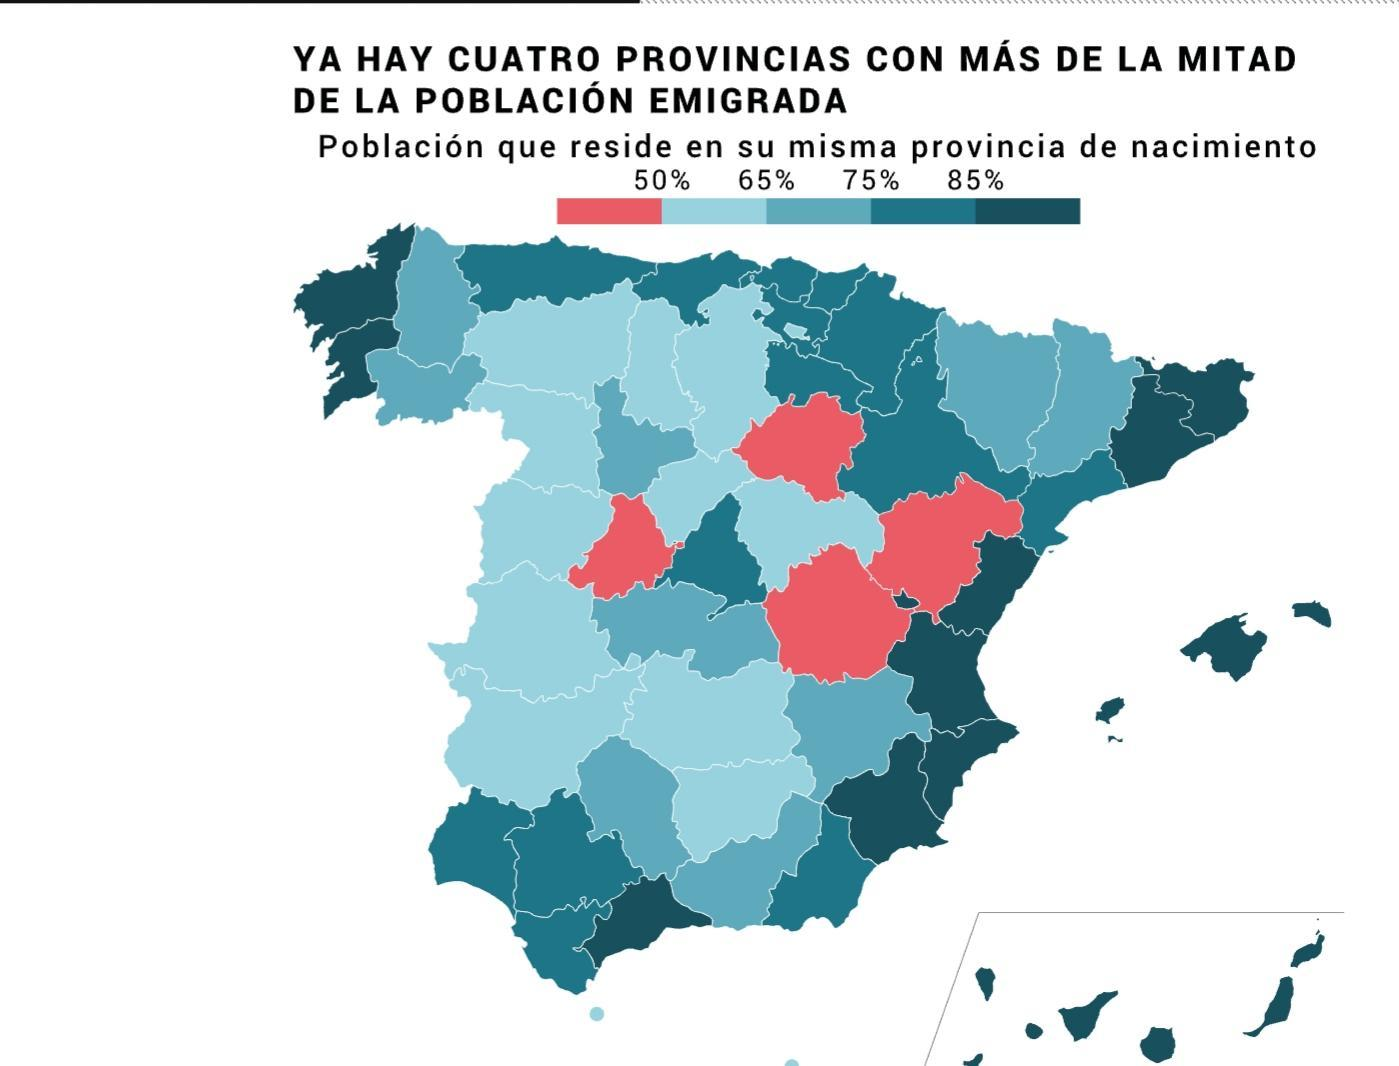 YA HAY CUATRO PROVINCIAS CON MÁS DE LA MITAD
DE LA POBLACIÓN EMIGRADA
Población que reside en su misma provincia de nacimiento
50% 65% 75% 85%